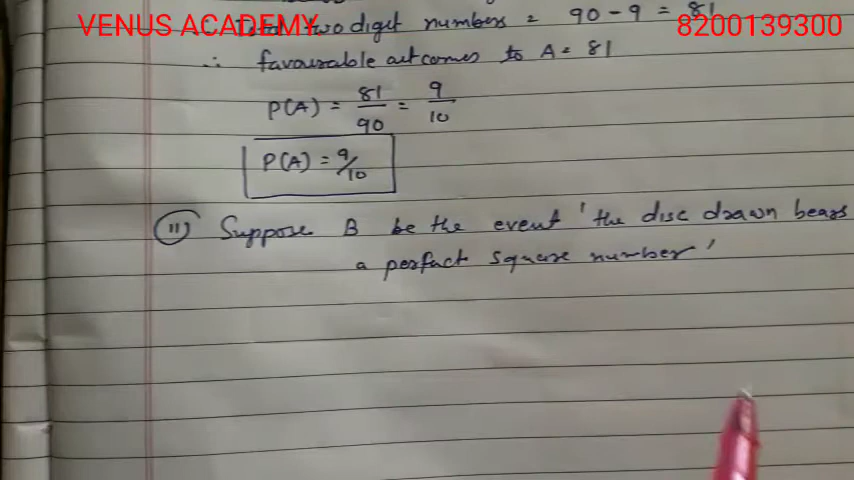 VENUS ACADEMY
8200139300
∴ Total two digit numbers = 90 - 9 = 81
∴ favourable outcomes to A = 81
P(A) = 81/90 = 9/10
P(A) = 9/10
(ii) Suppose B be the event 'the disc drawn bears
a perfect square number'